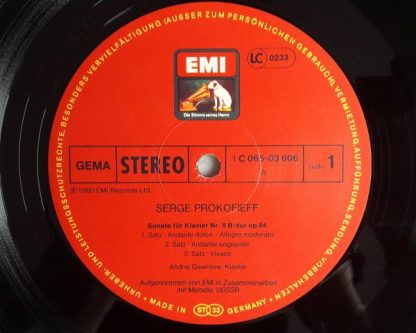 URHEBER- UND LEISTUNGSSCHUTZRECHTE, BESONDERS VERVIELFÄLTIGUNG (AUSSER ZUM PERSÖNLICHEN GEBRAUCH), VERMIETUNG, AUFFÜHRUNG, SENDUNG, VORBEHALTEN
EMI
LC 0233
Die Stimme seines Herrn
GEMA
STEREO
1 C 065-03 606
A
Seite 1
℗ 1980 EMI Records Ltd.
SERGE PROKOFIEFF
Sonate für Klavier Nr. 8 B-dur op.84
1. Satz: Andante dolce - Allegro moderato
2. Satz: Andante sognando
3. Satz: Vivace
Andrej Gawrilow, Klavier
Aufgenommen von EMI in Zusammenarbeit
mit Melodia, UDSSR
• MADE IN ST 33 GERMANY •